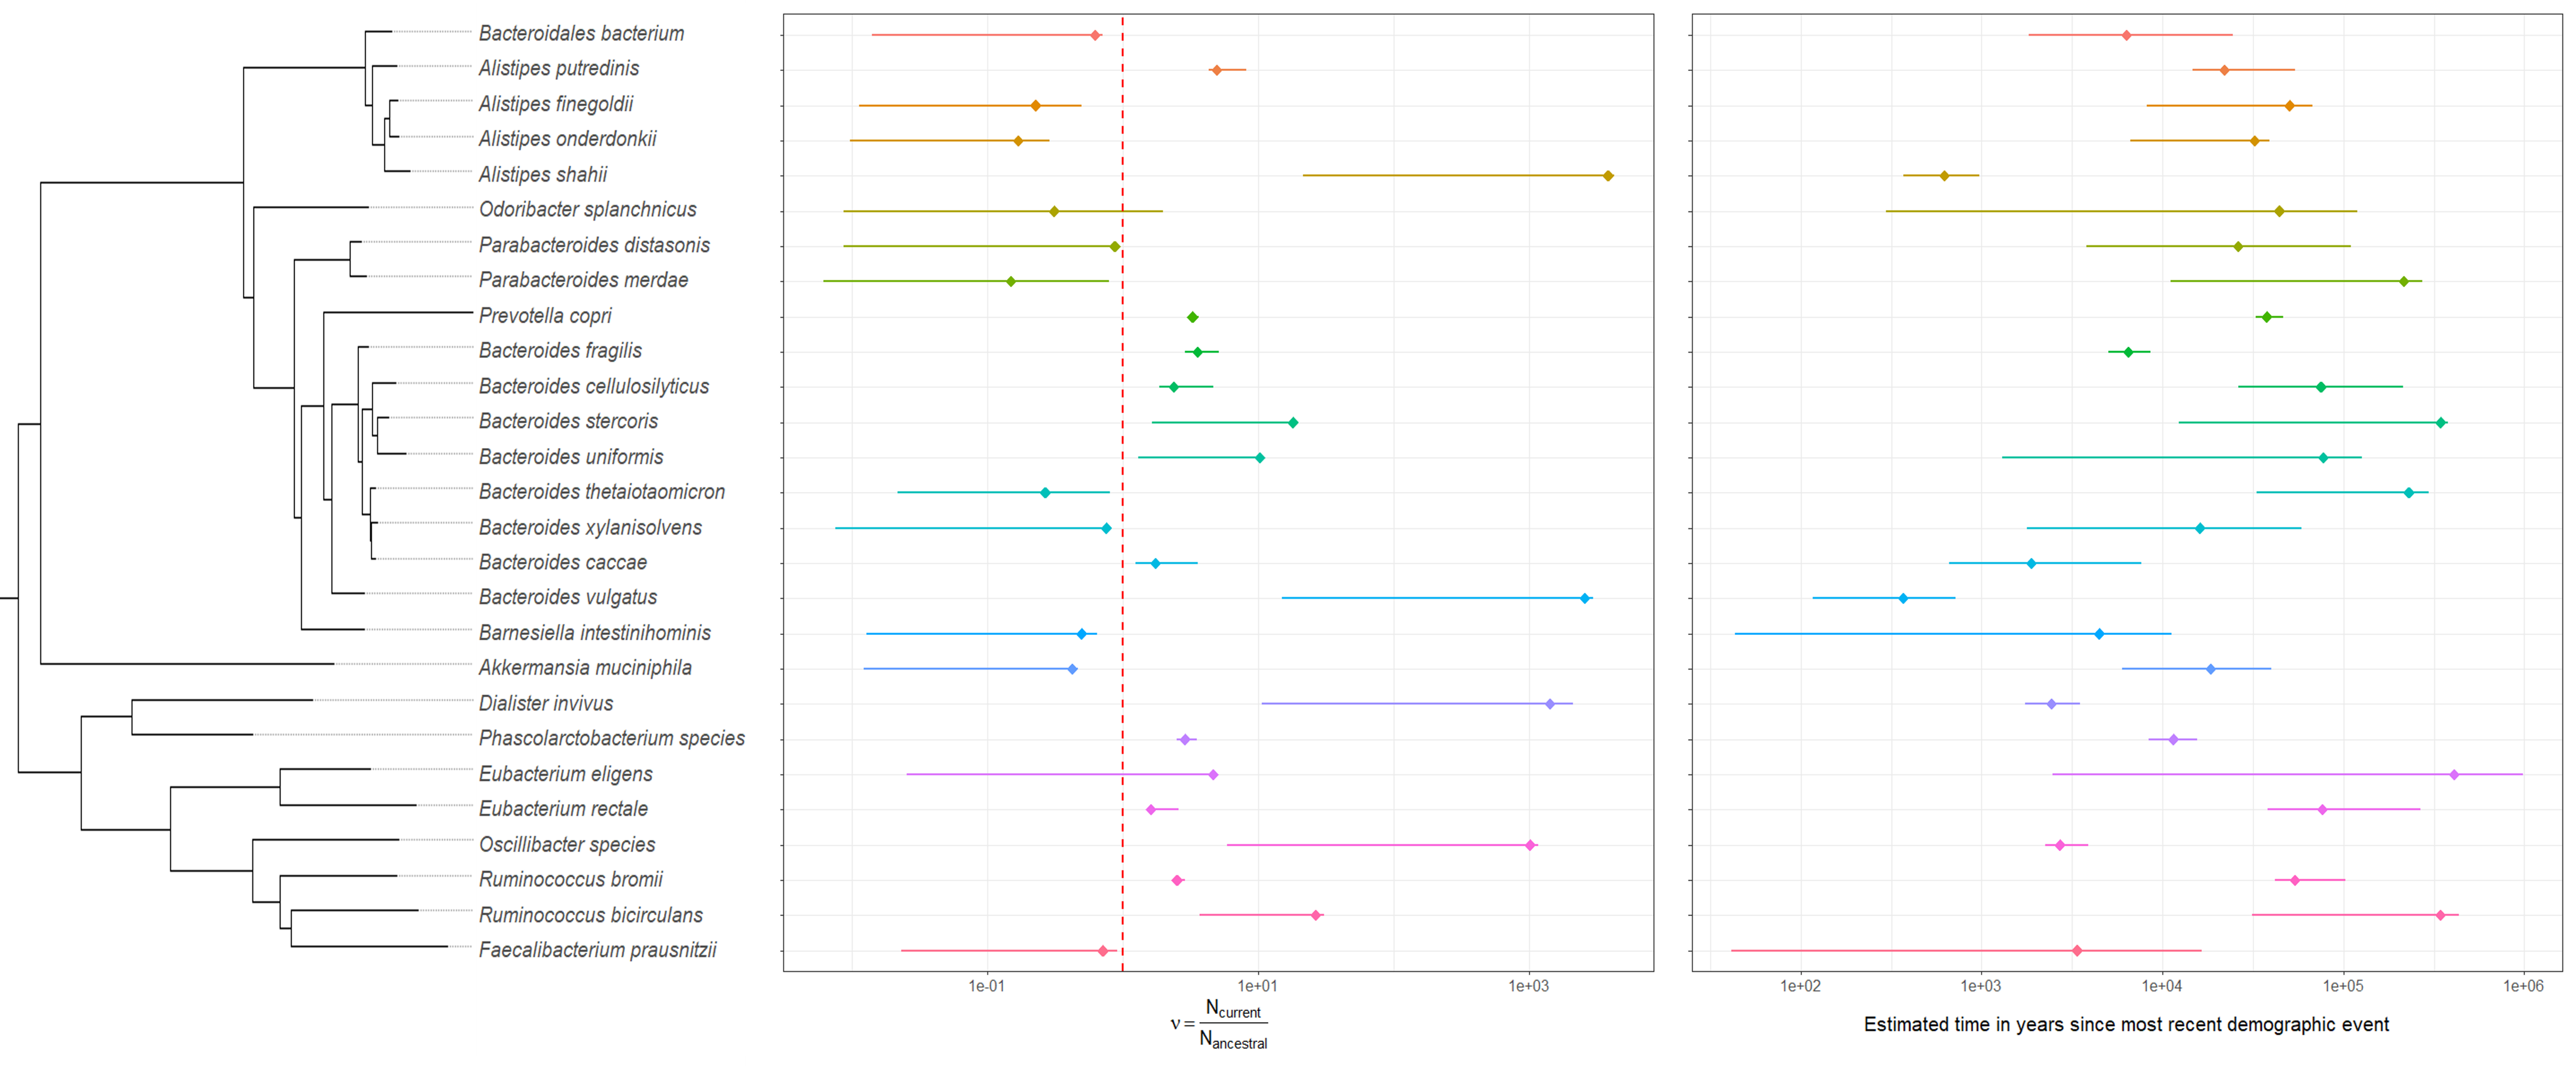 Bacteroidales bacterium
Alistipes putredinis
Alistipes finegoldii
Alistipes onderdonkii
Alistipes shahii
Odoribacter splanchnicus
Parabacteroides distasonis
Parabacteroides merdae
Prevotella copri
Bacteroides fragilis
Bacteroides cellulosilyticus
Bacteroides stercoris
Bacteroides uniformis
Bacteroides thetaiotaomicron
Bacteroides xylanisolvens
Bacteroides caccae
Bacteroides vulgatus
Barnesiella intestinihominis
Akkermansia muciniphila
Dialister invivus
Phascolarctobacterium species
Eubacterium eligens
Eubacterium rectale
Oscillibacter species
Ruminococcus bromii
Ruminococcus bicirculans
Faecalibacterium prausnitzii
1e-01 1e+01 1e+03
ν = Ncurrent
Nancestral
1e+02 1e+03 1e+04 1e+05 1e+06
Estimated time in years since most recent demographic event